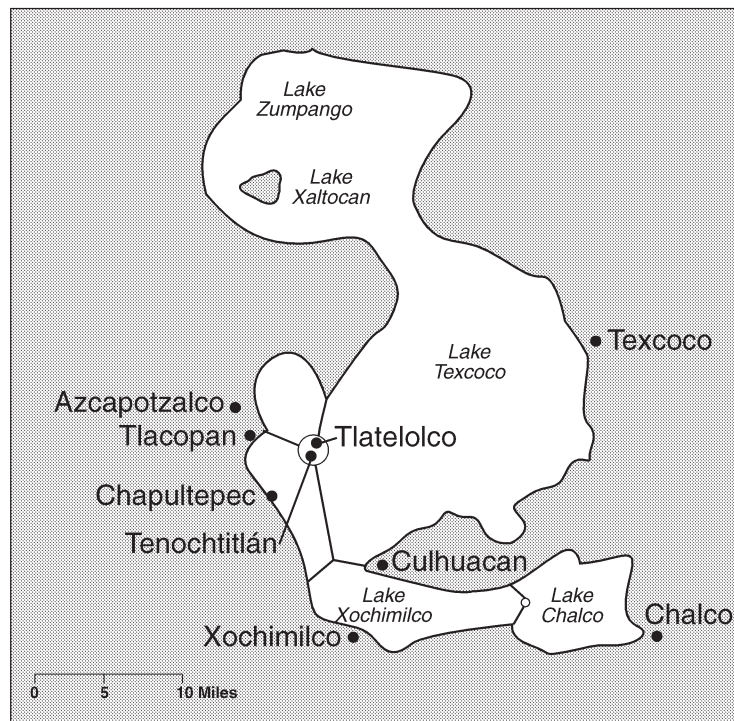 Lake
Zumpango
Lake
Xaltocan
Texcoco
Lake
Texcoco
Azcapotzalco
Tlacopan
Tlatelolco
Chapultepec
Tenochtitlán
Culhuacan
Lake
Xochimilco
Lake
Chalco
Chalco
Xochimilco
0 5 10 Miles